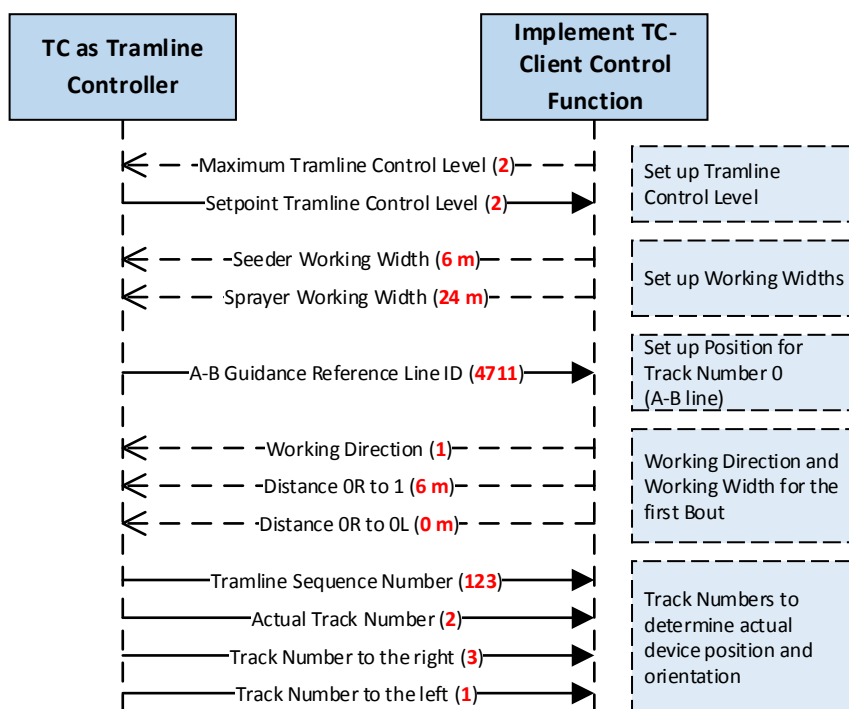 TC as Tramline
Controller
Implement TC-
Client Control
Function
Maximum Tramline Control Level (2)
Setpoint Tramline Control Level (2)
Set up Tramline
Control Level
Seeder Working Width (6 m)
Sprayer Working Width (24 m)
Set up Working Widths
A-B Guidance Reference Line ID (4711)
Set up Position for
Track Number 0
(A-B line)
Working Direction (1)
Distance 0R to 1 (6 m)
Distance 0R to 0L (0 m)
Working Direction and
Working Width for the
first Bout
Tramline Sequence Number (123)
Actual Track Number (2)
Track Number to the right (3)
Track Number to the left (1)
Track Numbers to
determine actual
device position and
orientation